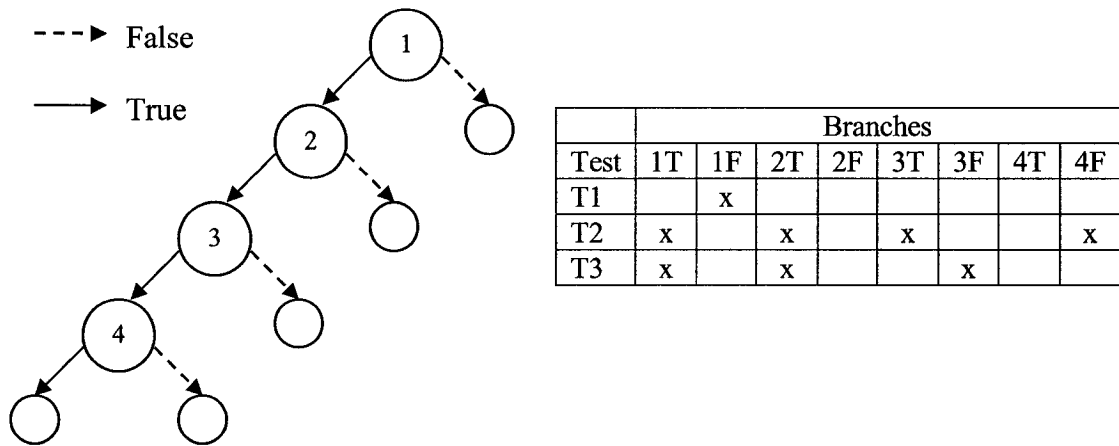 False
True
1
2
3
4
Branches
Test 1T 1F 2T 2F 3T 3F 4T 4F
T1 x
T2 x x x x
T3 x x x